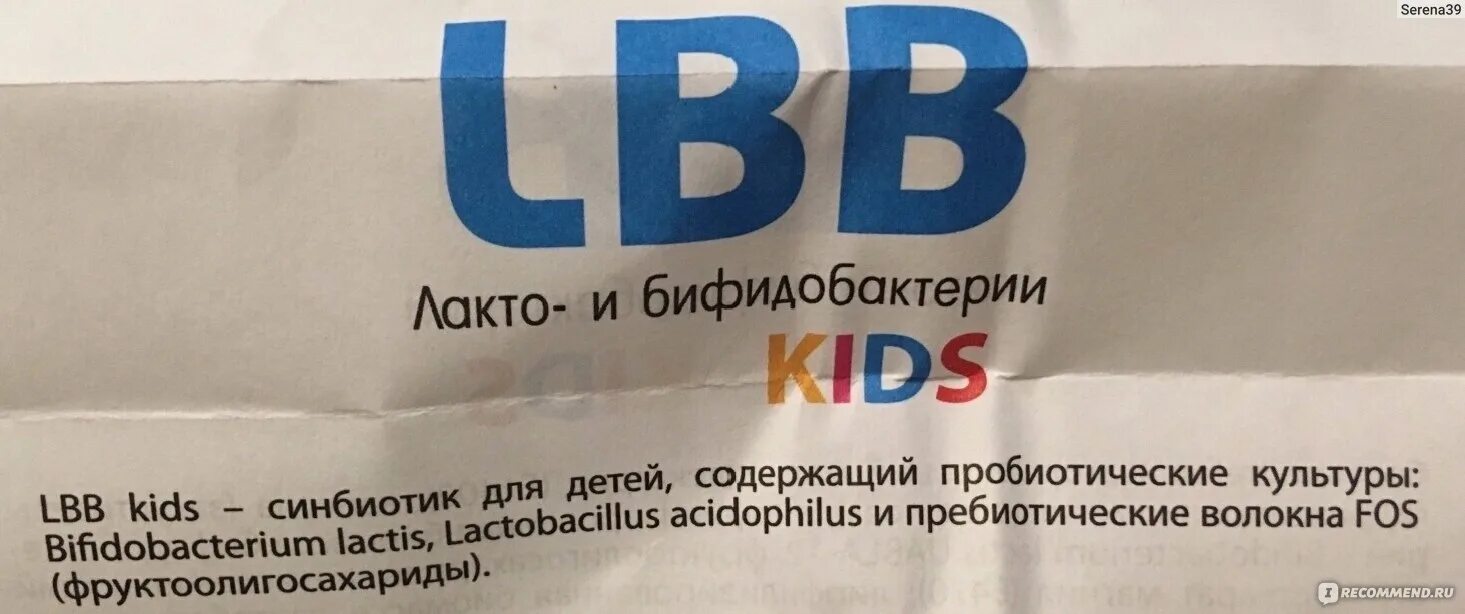 Serena39
LBB
Лакто- и бифидобактерии
KIDS
LBB kids – синбиотик для детей, содержащий пробиотические культуры:
Bifidobacterium lactis, Lactobacillus acidophilus и пребиотические волокна FOS
(фруктоолигосахариды).
IRECOMMEND.RU